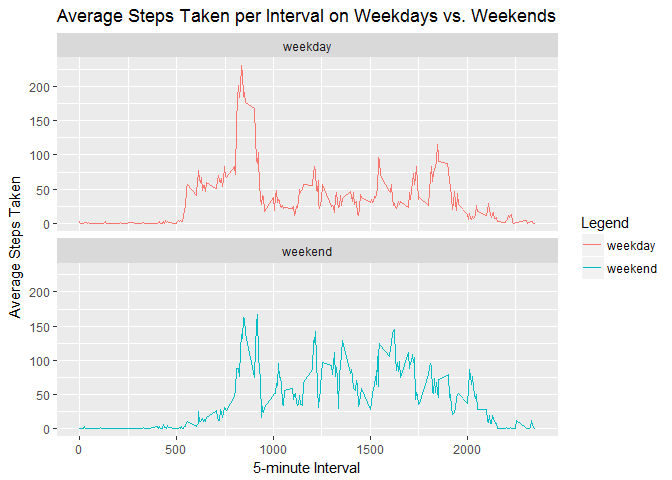 Average Steps Taken per Interval on Weekdays vs. Weekends
weekday
200
150
100
50
0
weekend
200
150
100
50
0
0 500 1000 1500 2000
5-minute Interval
Average Steps Taken
Legend
weekday
weekend